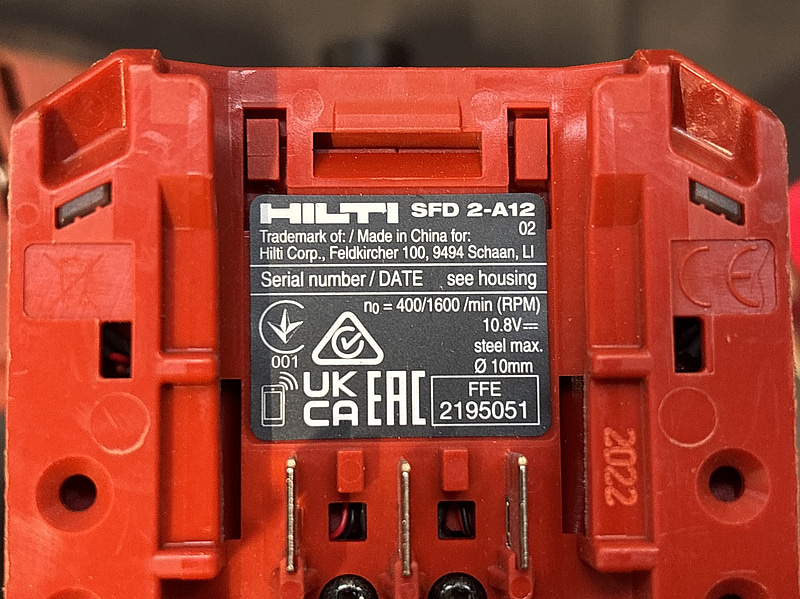 HILTI SFD 2-A12
02
Trademark of: / Made in China for:
Hilti Corp., Feldkircher 100, 9494 Schaan, LI
Serial number / DATE see housing
n0 = 400/1600 /min (RPM)
10.8V
steel max.
Ø 10mm
001
UK
CA
EAC
FFE
2195051
CE
2022